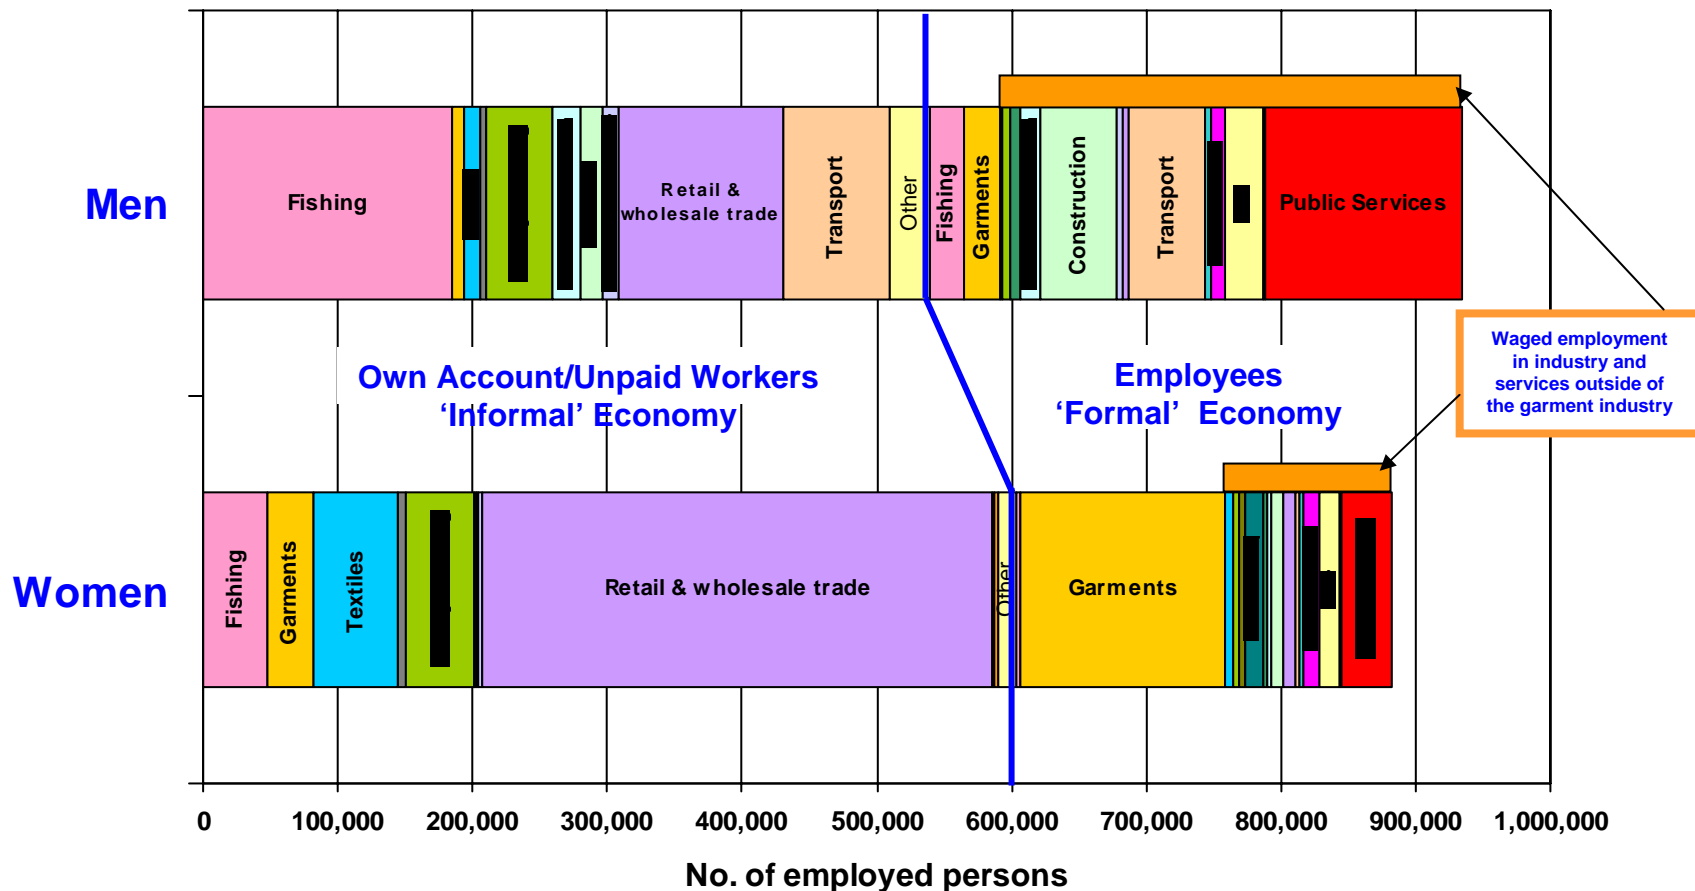 Men
Fishing
Retail &
wholesale trade
Transport
Other
Fishing
Garments
Construction
Transport
Public Services
Own Account/Unpaid Workers
‘Informal’ Economy
Employees
‘Formal’ Economy
Waged employment
in industry and
services outside of
the garment industry
Women
Fishing
Garments
Textiles
Retail & wholesale trade
Other
Garments
0
100,000
200,000
300,000
400,000
500,000
600,000
700,000
800,000
900,000
1,000,000
No. of employed persons